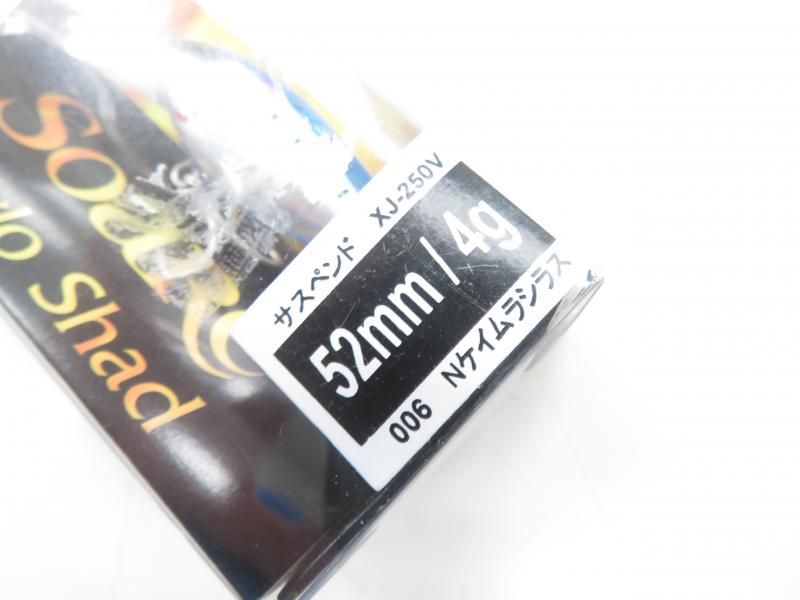 Soar
Shad
サスペンド XJ-250V
52mm / 4g
006 Nケイムラシラス